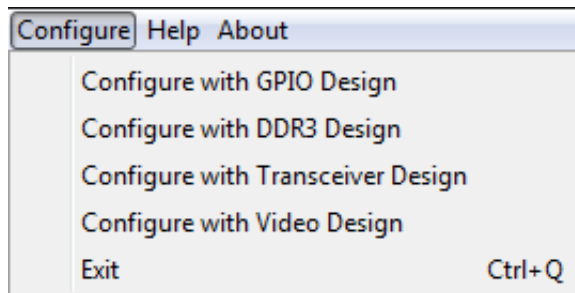 Configure Help About
Configure with GPIO Design
Configure with DDR3 Design
Configure with Transceiver Design
Configure with Video Design
Exit Ctrl+Q